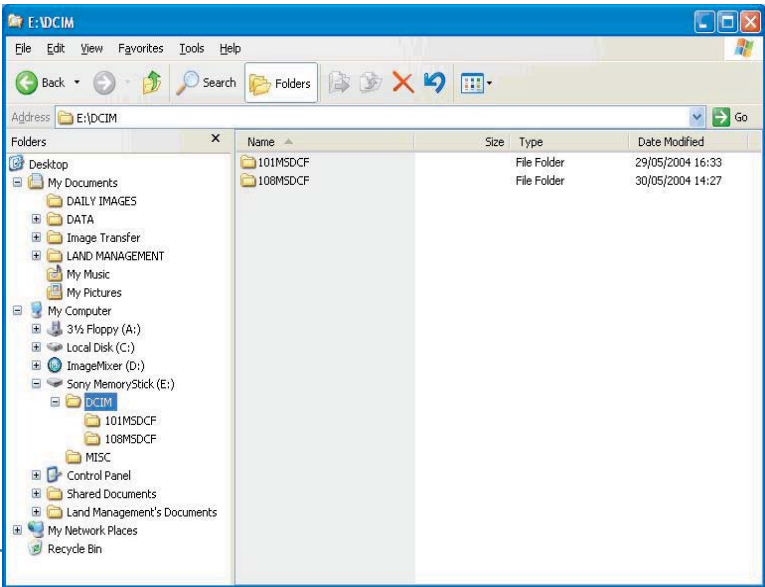 E:\DCIM
File Edit View Favorites Tools Help
Back Search Folders
Address E:\DCIM Go
Folders X
Name Size Type Date Modified
101MSDCF File Folder 29/05/2004 16:33
108MSDCF File Folder 30/05/2004 14:27
Desktop
My Documents
DAILY IMAGES
DATA
Image Transfer
LAND MANAGEMENT
My Music
My Pictures
My Computer
3½ Floppy (A:)
Local Disk (C:)
ImageMixer (D:)
Sony MemoryStick (E:)
DCIM
101MSDCF
108MSDCF
MISC
Control Panel
Shared Documents
Land Management's Documents
My Network Places
Recycle Bin